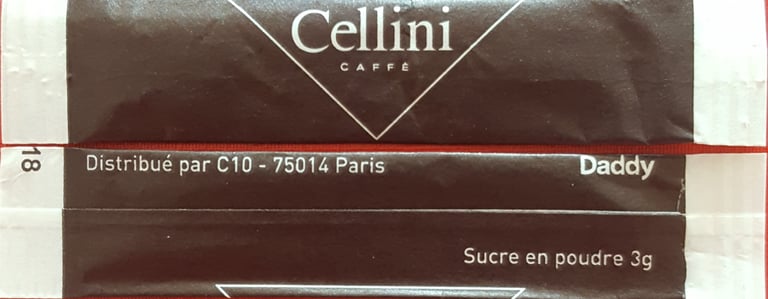 Cellini
CAFFÈ
18
Distribué par C10 - 75014 Paris
Daddy
Sucre en poudre 3g